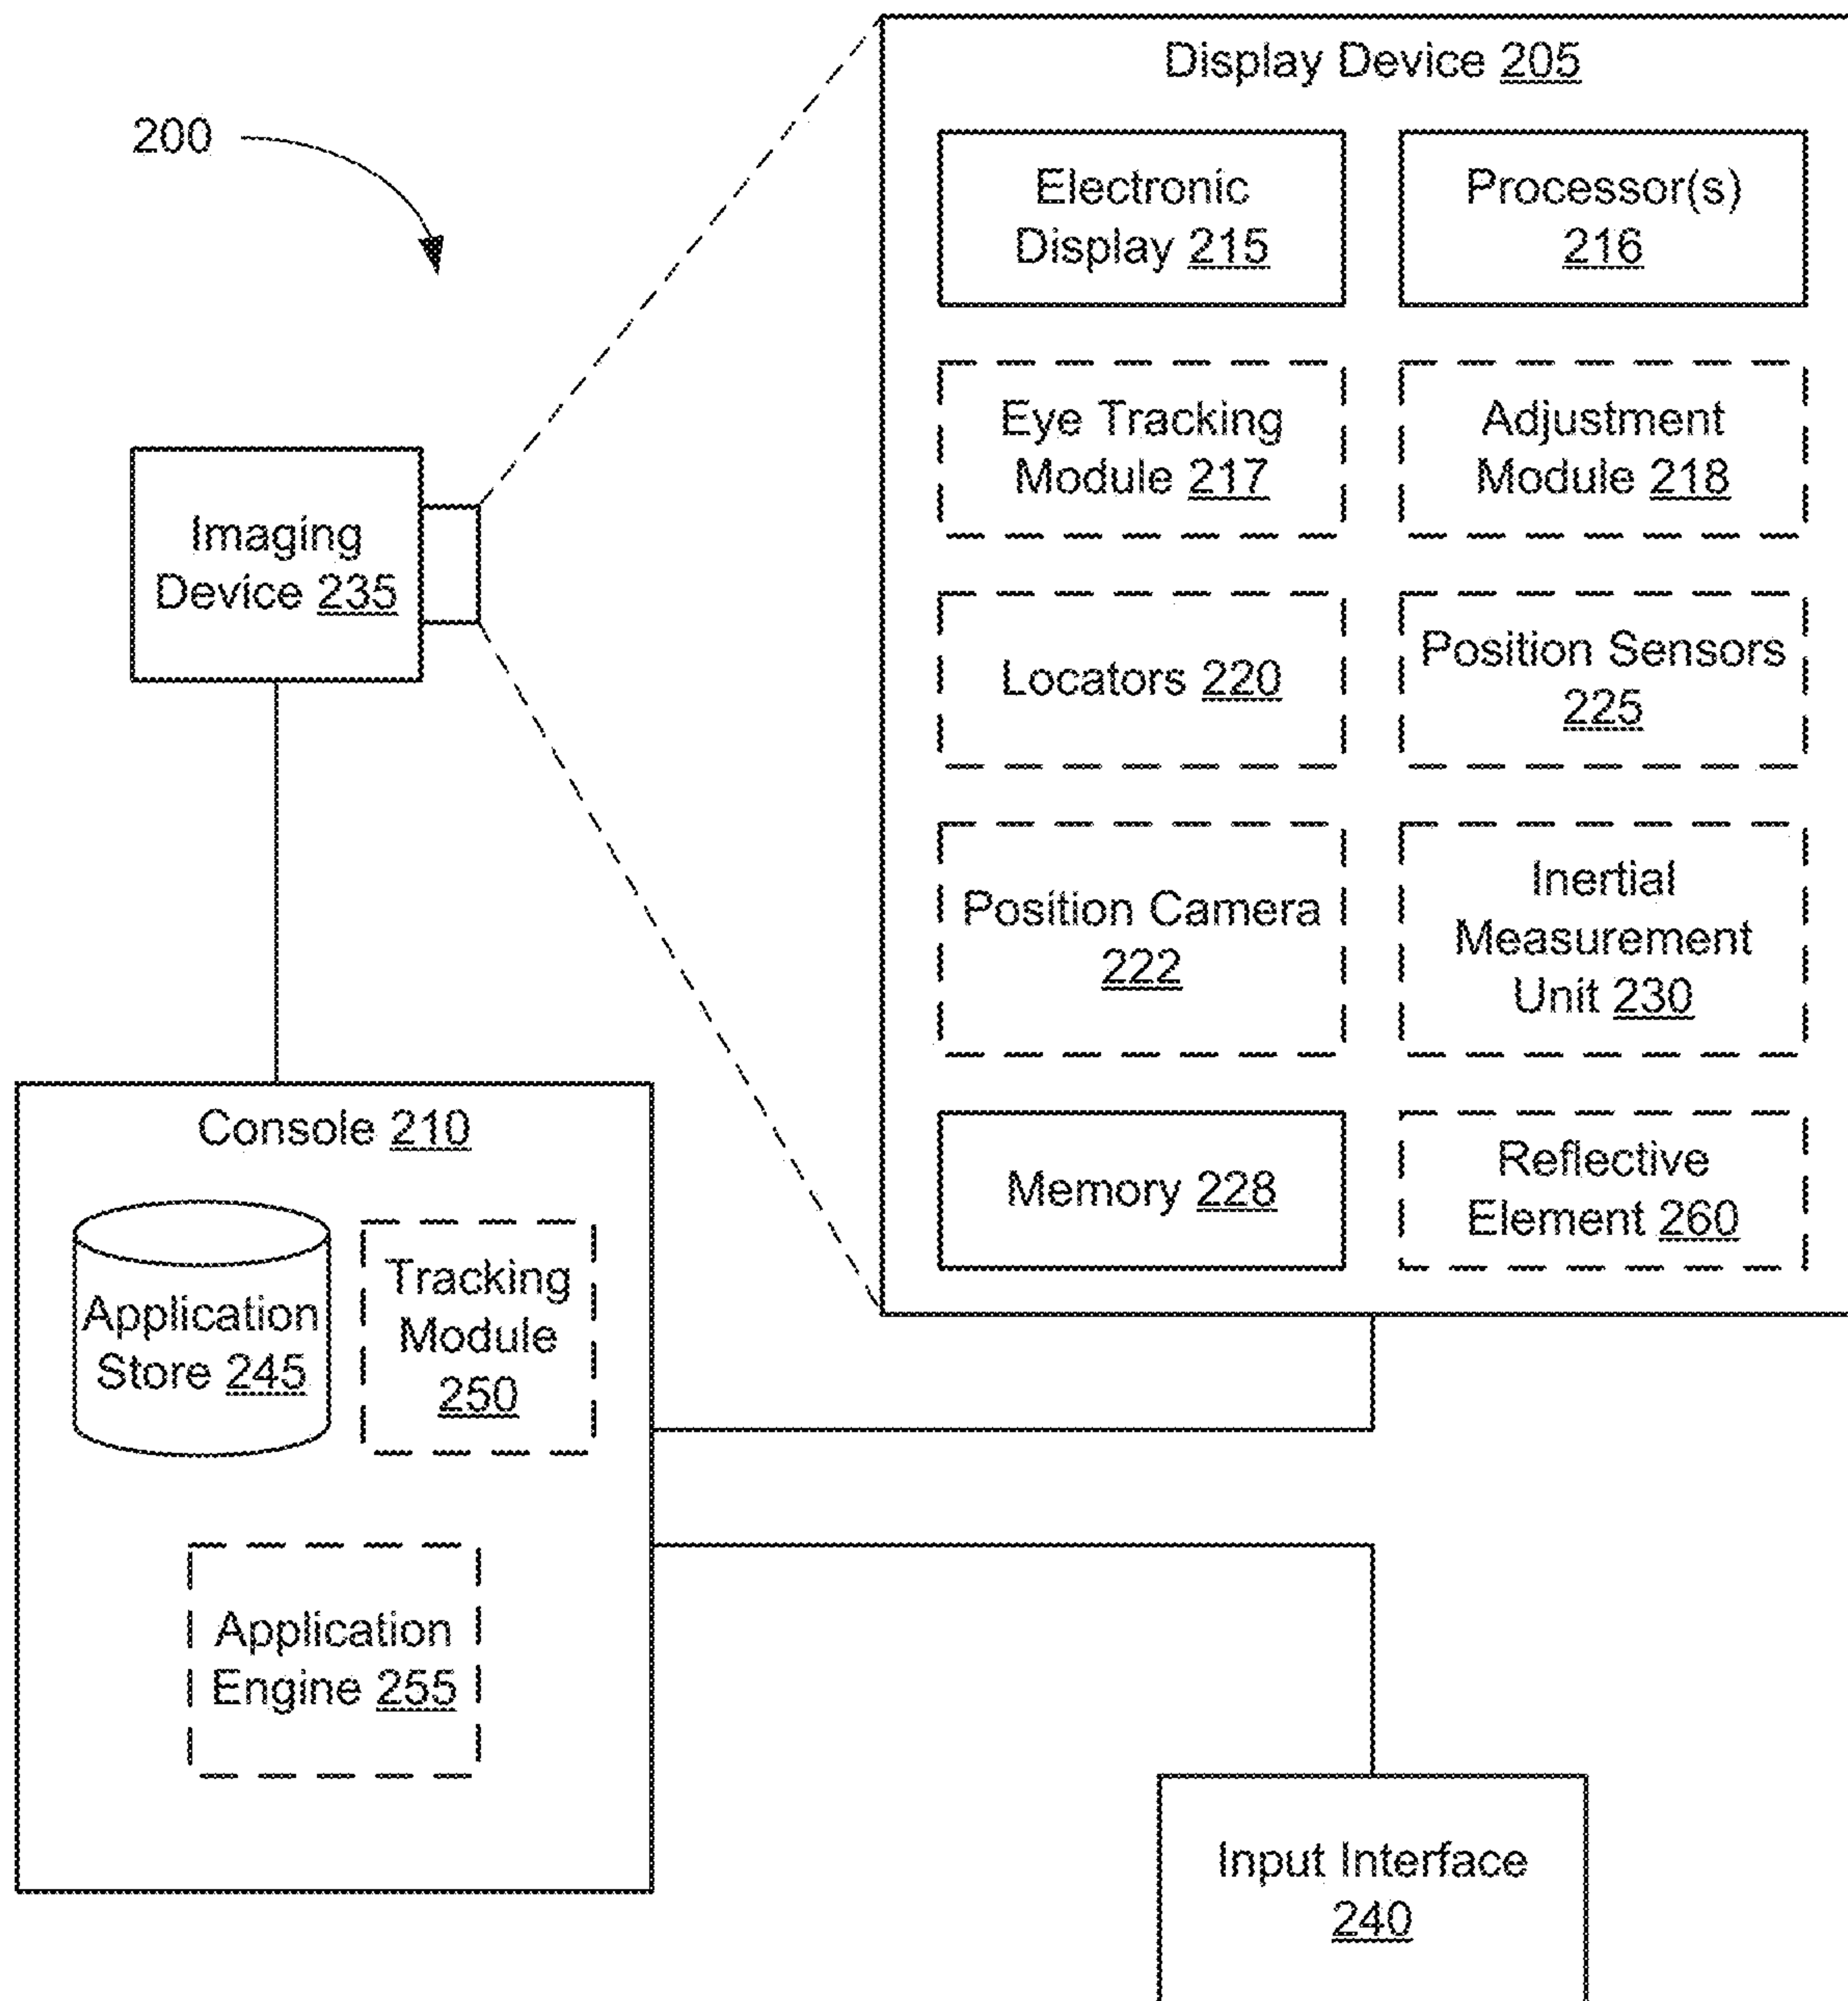 200
Display Device 205
Electronic
Display 215
Processor(s)
216
Eye Tracking
Module 217
Adjustment
Module 218
Imaging
Device 235
Locators 220
Position Sensors
225
Position Camera
222
Inertial
Measurement
Unit 230
Memory 228
Reflective
Element 260
Console 210
Application
Store 245
Tracking
Module
250
Application
Engine 255
Input Interface
240